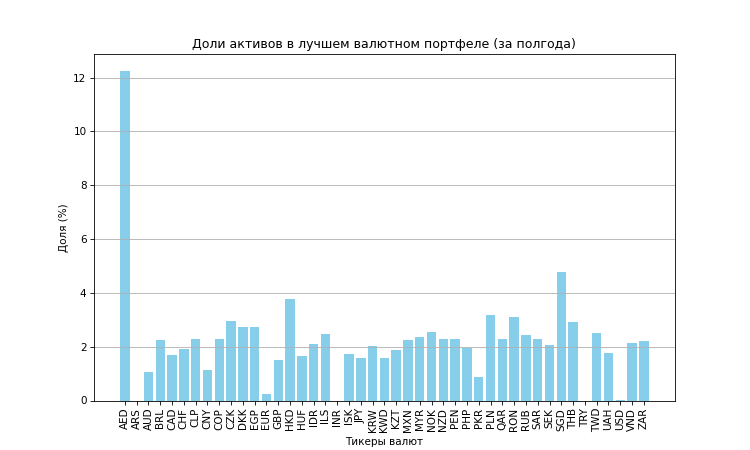 Доли активов в лучшем валютном портфеле (за полгода)
Доля (%)
12
10
8
6
4
2
0
AED ARS AUD BRL CAD CHF CLP CNY COP CZK DKK EGP EUR GBP HKD HUF IDR ILS INR ISK JPY KRW KWD KZT MXN MYR NOK NZD PEN PHP PKR PLN QAR RON RUB SAR SEK SGD THB TRY TWD UAH USD VND ZAR
Тикеры валют